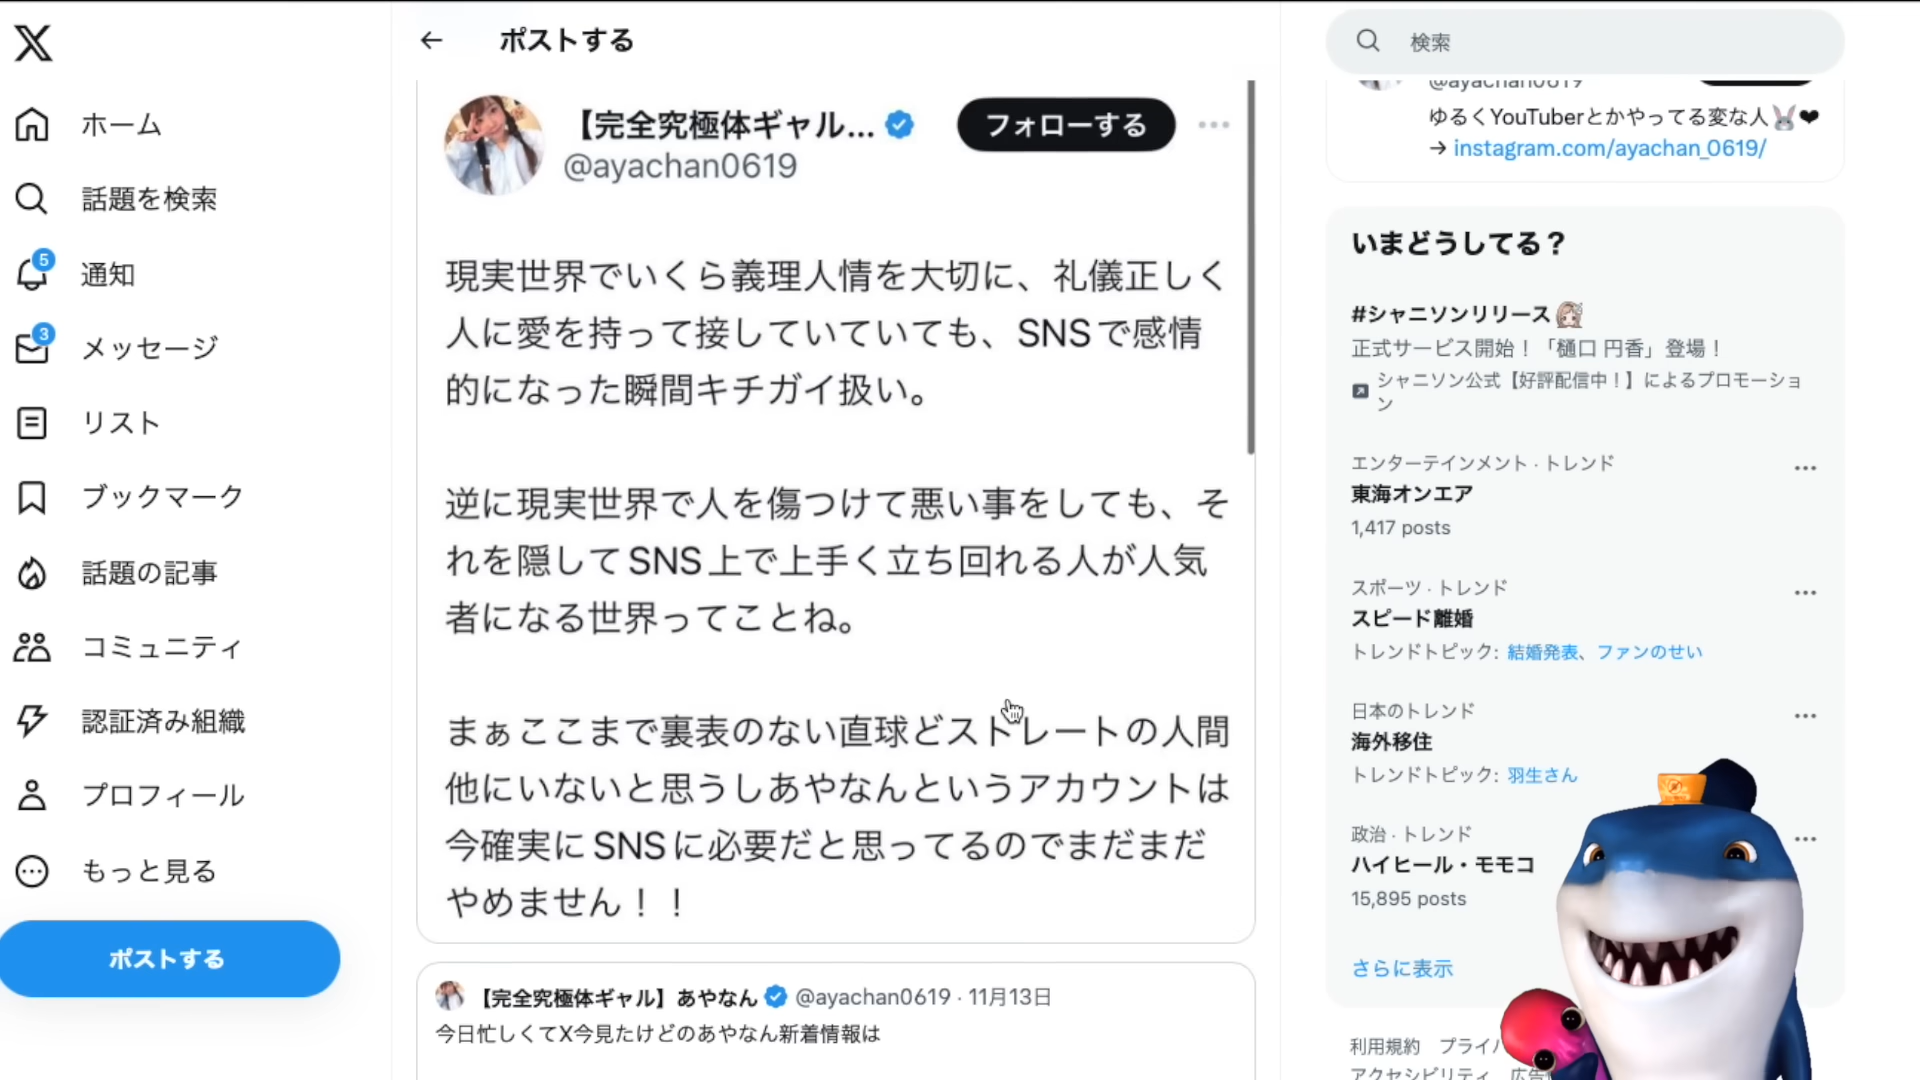 ホーム
話題を検索
5
通知
3
メッセージ
リスト
ブックマーク
話題の記事
コミュニティ
認証済み組織
プロフィール
もっと見る
ポストする
ポストする
【完全究極体ギャル...
フォローする
@ayachan0619
現実世界でいくら義理人情を大切に、礼儀正しく
人に愛を持って接していていても、SNSで感情
的になった瞬間キチガイ扱い。
逆に現実世界で人を傷つけて悪い事をしても、そ
れを隠してSNS上で上手く立ち回れる人が人気
者になる世界ってことね。
まぁここまで裏表のない直球どストレートの人間
他にいないと思うしあやなんというアカウントは
今確実にSNSに必要だと思ってるのでまだまだ
やめません！！
【完全究極体ギャル】あやなん @ayachan0619 · 11月13日
今日忙しくてX今見たけどのあやなん新着情報は
検索
@ayachan0619
ゆるくYouTuberとかやってる変な人🐰❤
→ instagram.com/ayachan_0619/
いまどうしてる？
#シャニソンリリース
正式サービス開始！「樋口 円香」登場！
シャニソン公式【好評配信中！】によるプロモーショ
ン
エンターテインメント · トレンド
東海オンエア
1,417 posts
スポーツ · トレンド
スピード離婚
トレンドトピック: 結婚発表、ファンのせい
日本のトレンド
海外移住
トレンドトピック: 羽生さん
政治 · トレンド
ハイヒール・モモコ
15,895 posts
さらに表示
利用規約 プライ
アクセシビリティ 広告